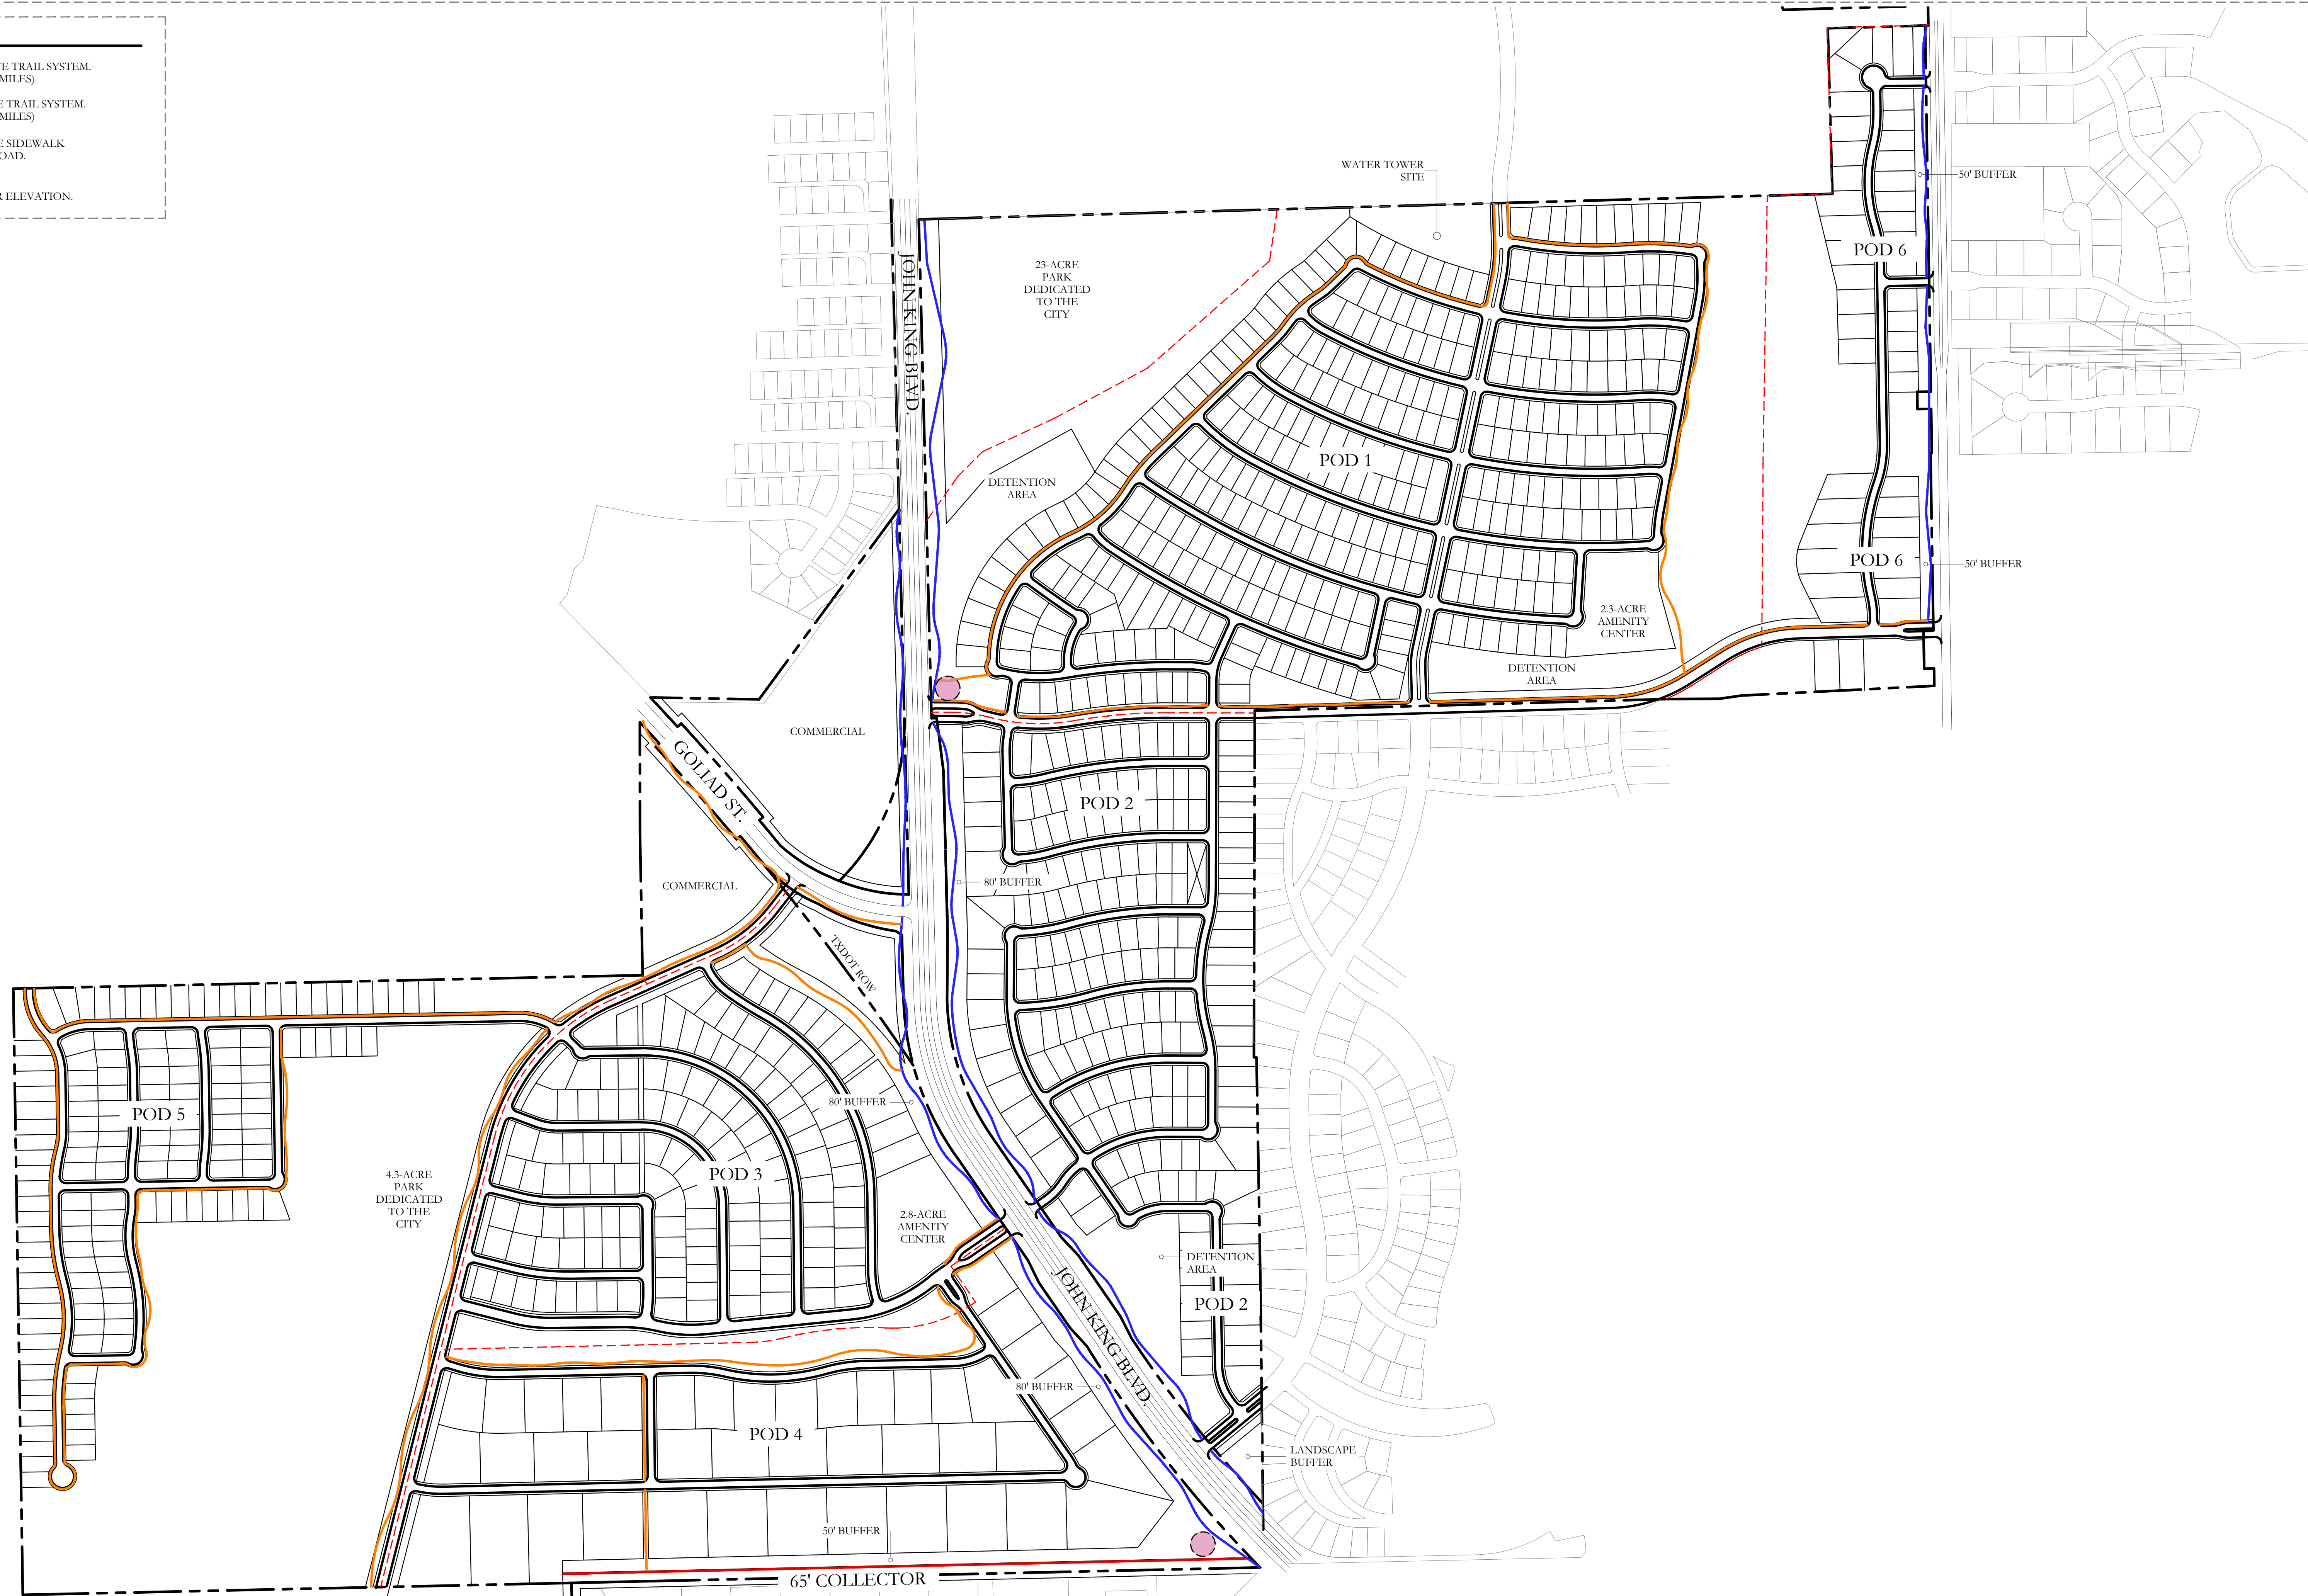 TE TRAIL SYSTEM.
MILES)
E TRAIL SYSTEM.
MILES)
E SIDEWALK
OAD.
R ELEVATION.
WATER TOWER
SITE
50' BUFFER
POD 6
JOHN KING BLVD.
23-ACRE
PARK
DEDICATED
TO THE
CITY
POD 1
DETENTION
AREA
POD 6
50' BUFFER
2.3-ACRE
AMENITY
CENTER
DETENTION
AREA
COMMERCIAL
GOLIAD ST.
POD 2
80' BUFFER
COMMERCIAL
TXDOT ROW
80' BUFFER
POD 5
4.3-ACRE
PARK
DEDICATED
TO THE
CITY
POD 3
2.8-ACRE
AMENITY
CENTER
DETENTION
AREA
POD 2
JOHN KING BLVD.
80' BUFFER
POD 4
LANDSCAPE
BUFFER
50' BUFFER
65' COLLECTOR